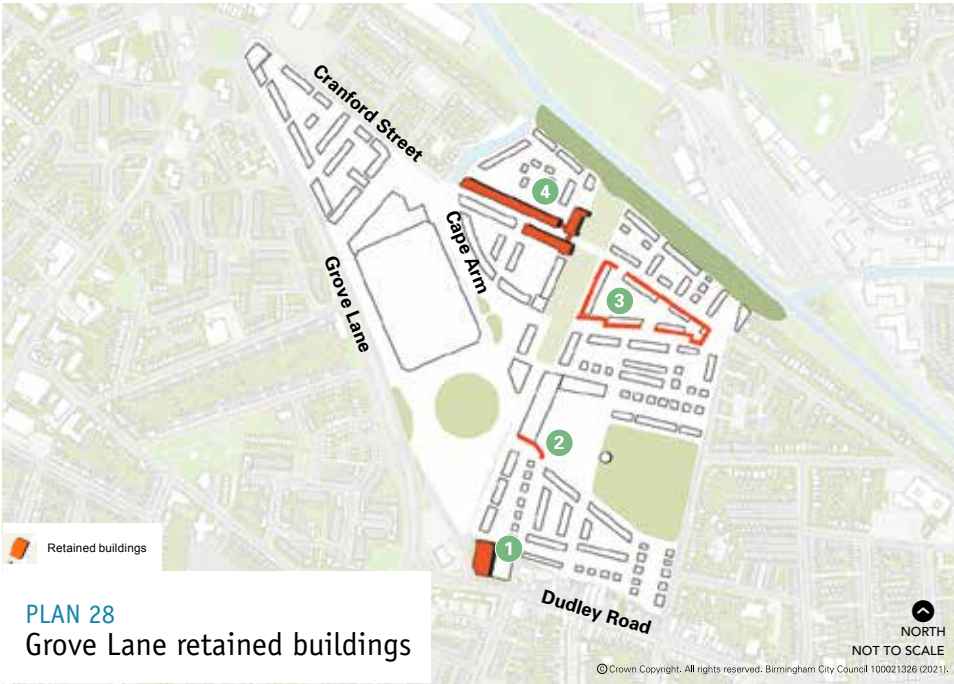 Cranford Street
4
Cape Arm
Grove Lane
3
2
1
Retained buildings
Dudley Road
PLAN 28
Grove Lane retained buildings
NORTH
NOT TO SCALE
© Crown Copyright. All rights reserved. Birmingham City Council 100021326 (2021).